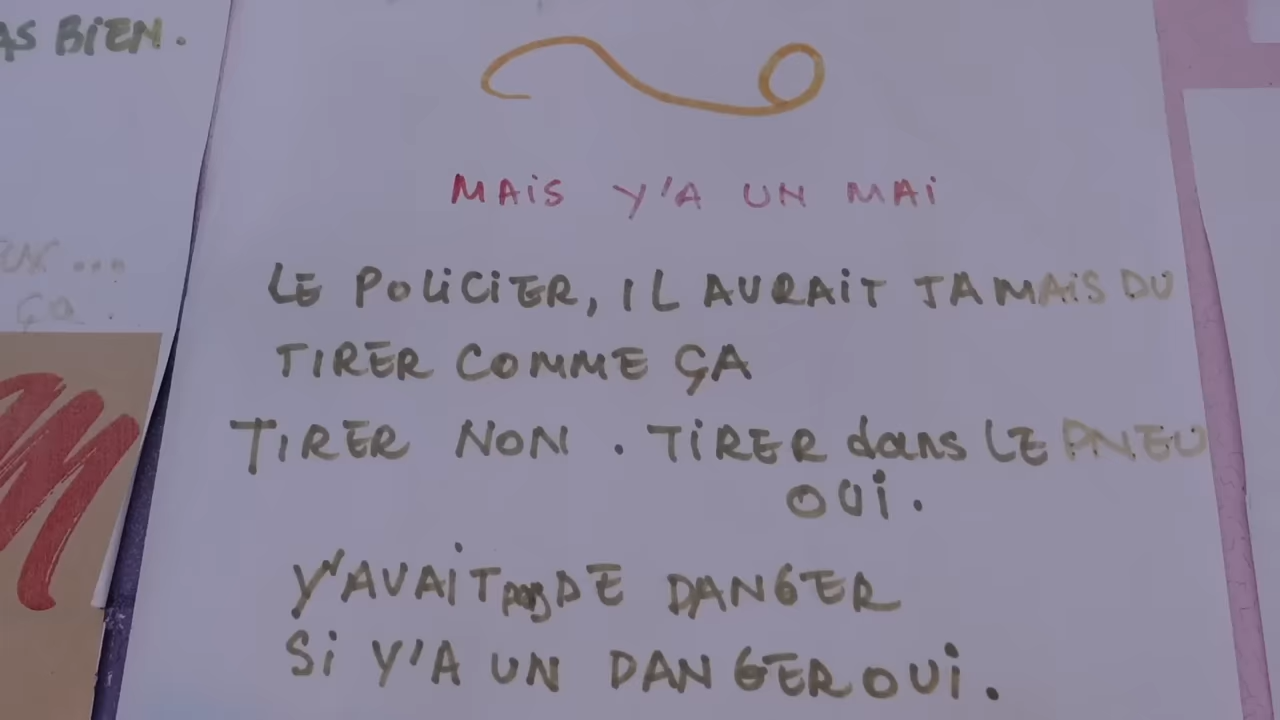 AS BiEN.
MAiS Y'A UN MAi
LE POLiCiER, IL AURAiT JAMAiS DU
TIRER COMME ÇA
TiRER NON. TiRER dans LE PNEU
OUi.
Y'AVAiT pas DE DANGER
Si Y'A UN DANGER OUi.
ÇA.